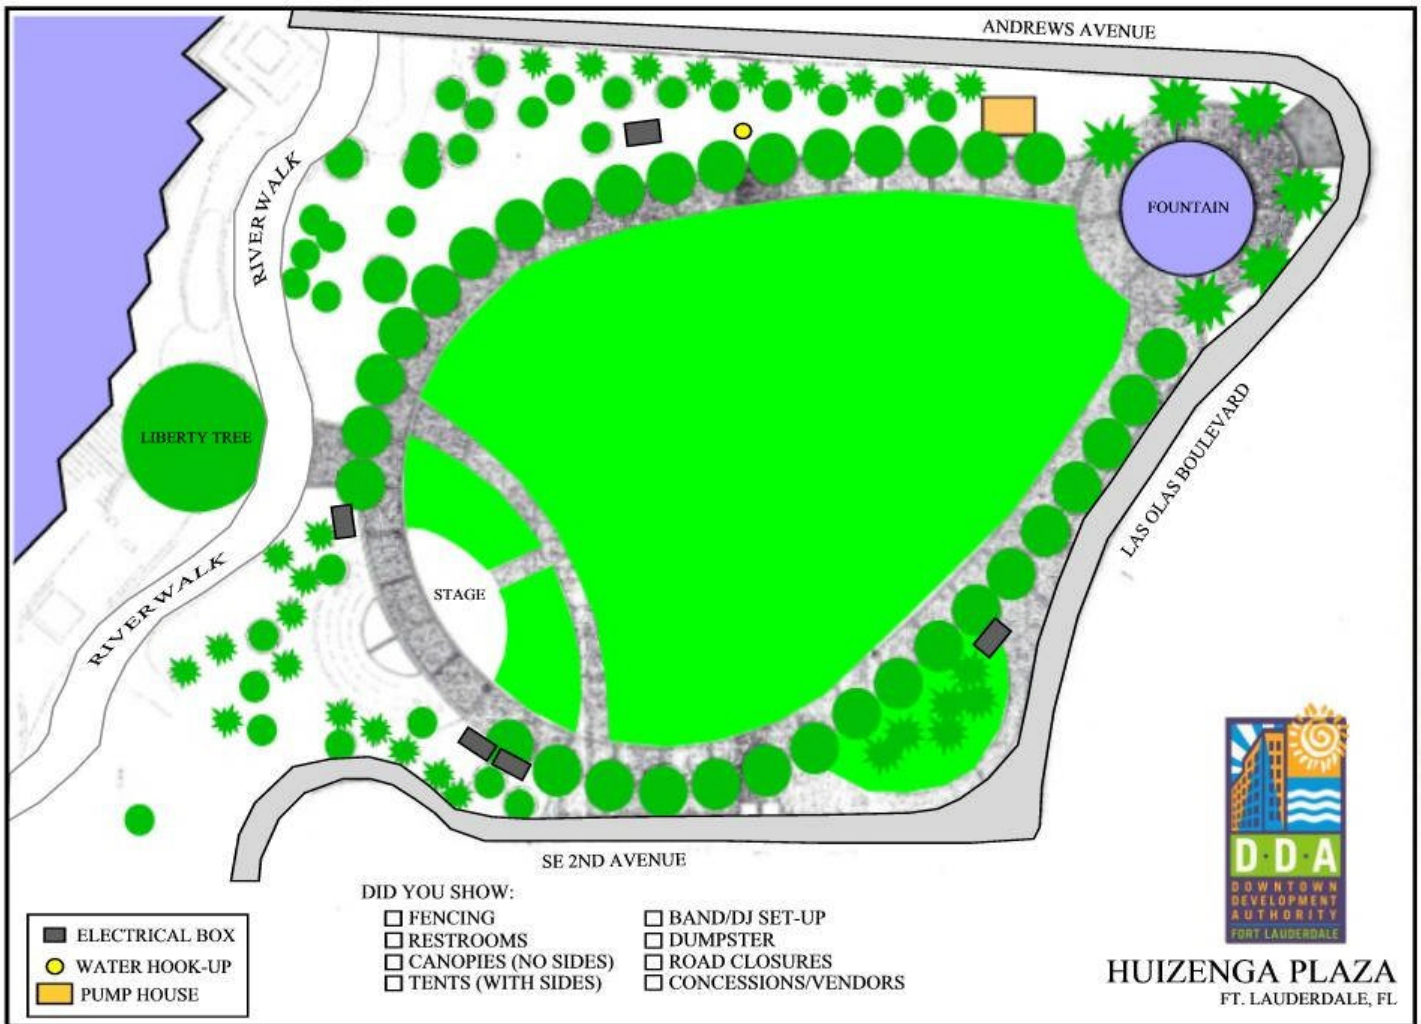 ANDREWS AVENUE
RIVERWALK
FOUNTAIN
LIBERTY TREE
LAS OLAS BOULEVARD
RIVERWALK
STAGE
SE 2ND AVENUE
ELECTRICAL BOX
WATER HOOK-UP
PUMP HOUSE
DID YOU SHOW:
FENCING
RESTROOMS
CANOPIES (NO SIDES)
TENTS (WITH SIDES)
BAND/DJ SET-UP
DUMPSTER
ROAD CLOSURES
CONCESSIONS/VENDORS
D·D·A
DOWNTOWN
DEVELOPMENT
AUTHORITY
FORT LAUDERDALE
HUIZENGA PLAZA
FT. LAUDERDALE, FL